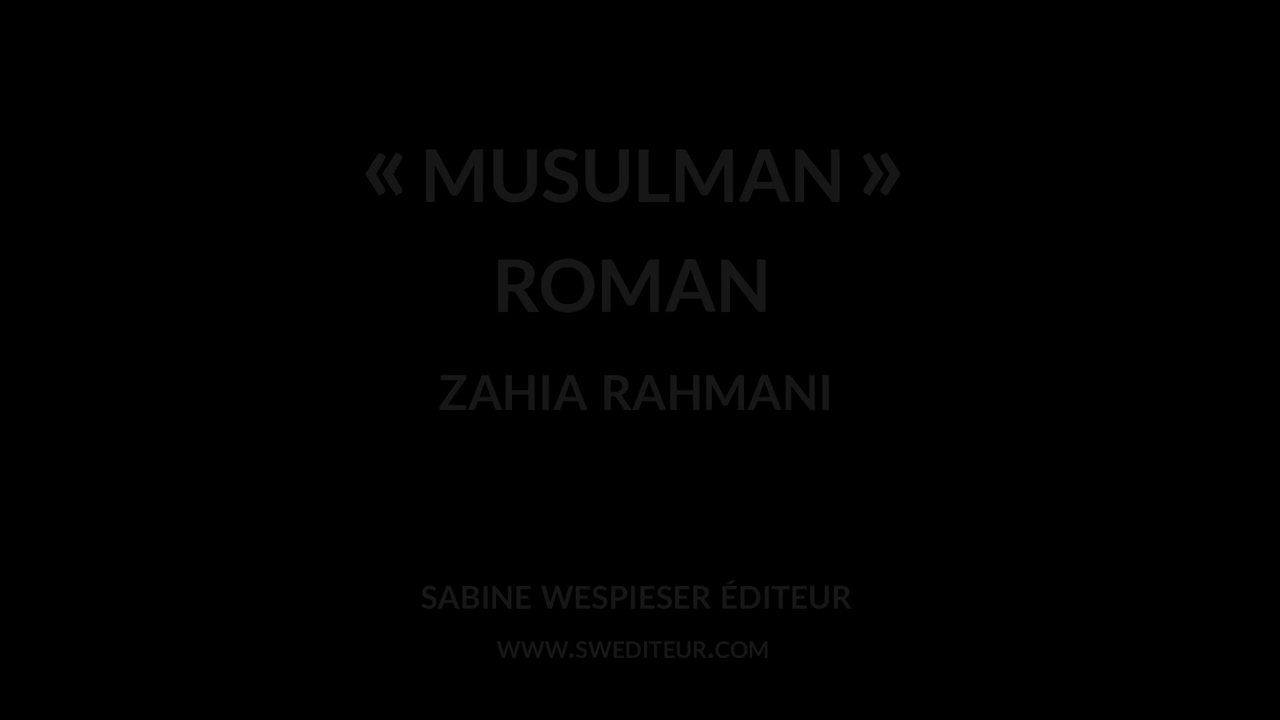 « MUSULMAN »
ROMAN
ZAHIA RAHMANI
SABINE WESPIESER ÉDITEUR
WWW.SWEDITEUR.COM